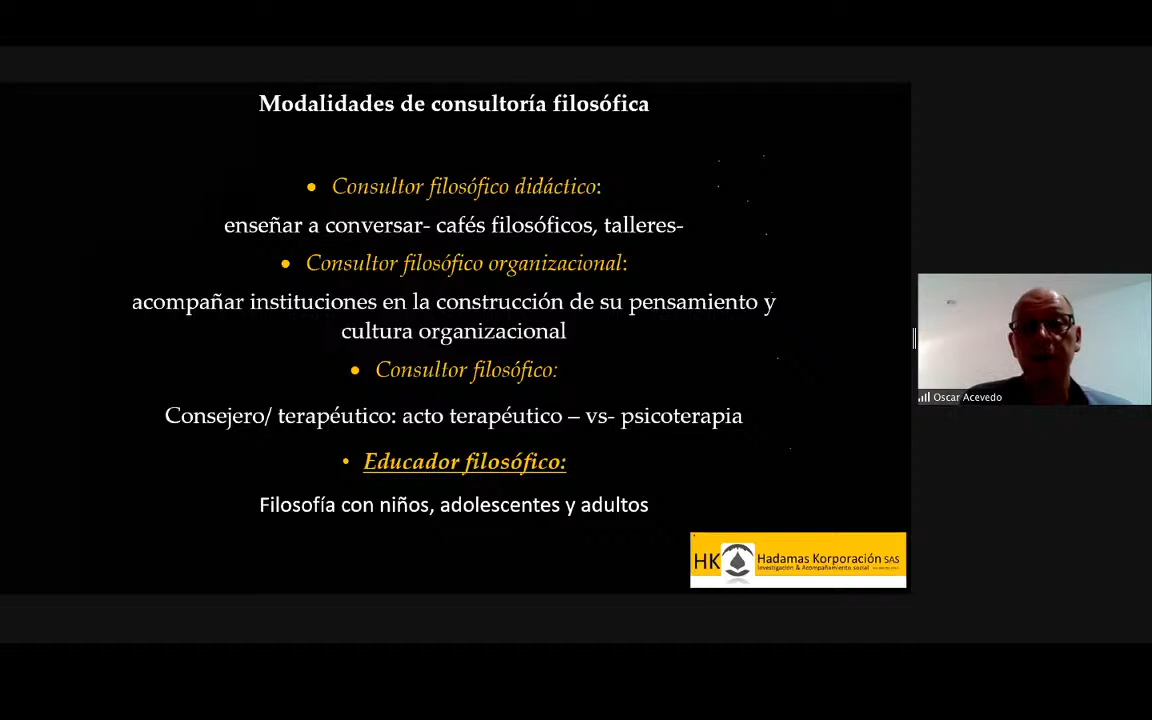 Modalidades de consultoría filosófica
• Consultor filosófico didáctico:
enseñar a conversar- cafés filosóficos, talleres-
• Consultor filosófico organizacional:
acompañar instituciones en la construcción de su pensamiento y
cultura organizacional
• Consultor filosófico:
Consejero/ terapéutico: acto terapéutico – vs- psicoterapia
• Educador filosófico:
Filosofía con niños, adolescentes y adultos
HK Hadamas Korporación SAS
Investigación & Acompañamiento social
Oscar Acevedo